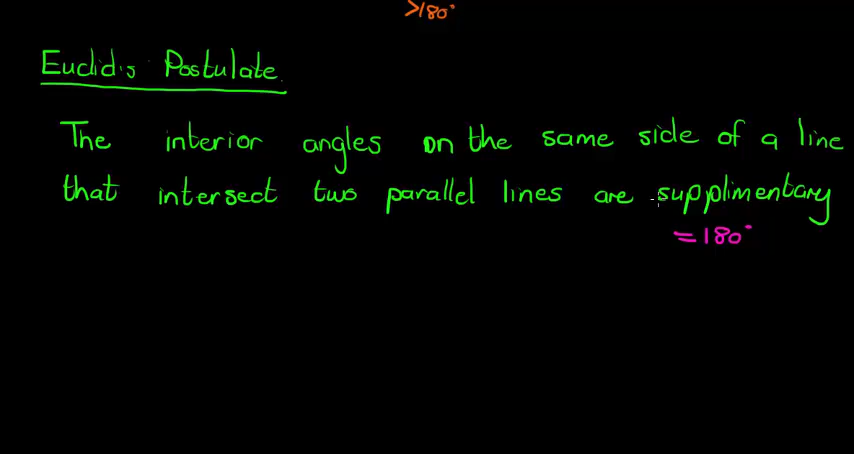 >180°
Euclid's Postulate.
The interior angles on the same side of a line
that intersect two parallel lines are supplimentary
=180°